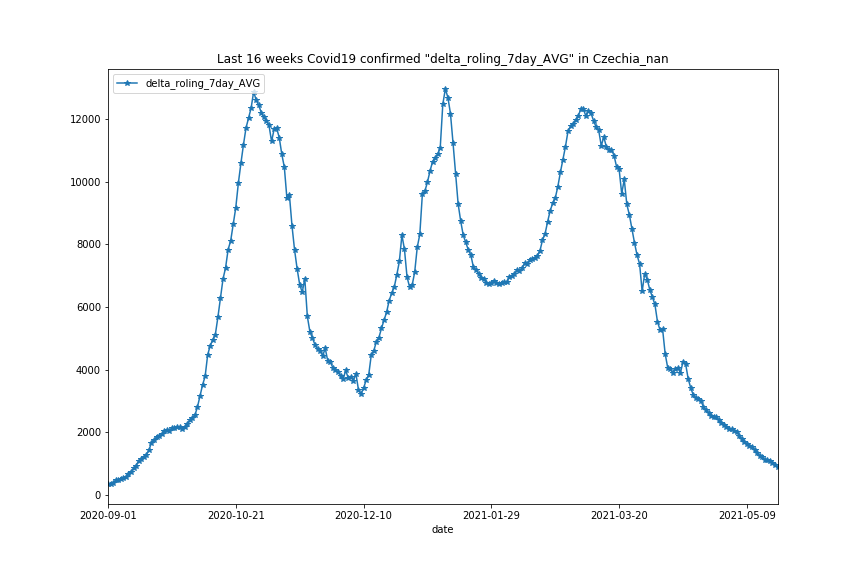 Last 16 weeks Covid19 confirmed "delta_roling_7day_AVG" in Czechia_nan
delta_roling_7day_AVG
12000
10000
8000
6000
4000
2000
0
2020-09-01 2020-10-21 2020-12-10 2021-01-29 2021-03-20 2021-05-09
date